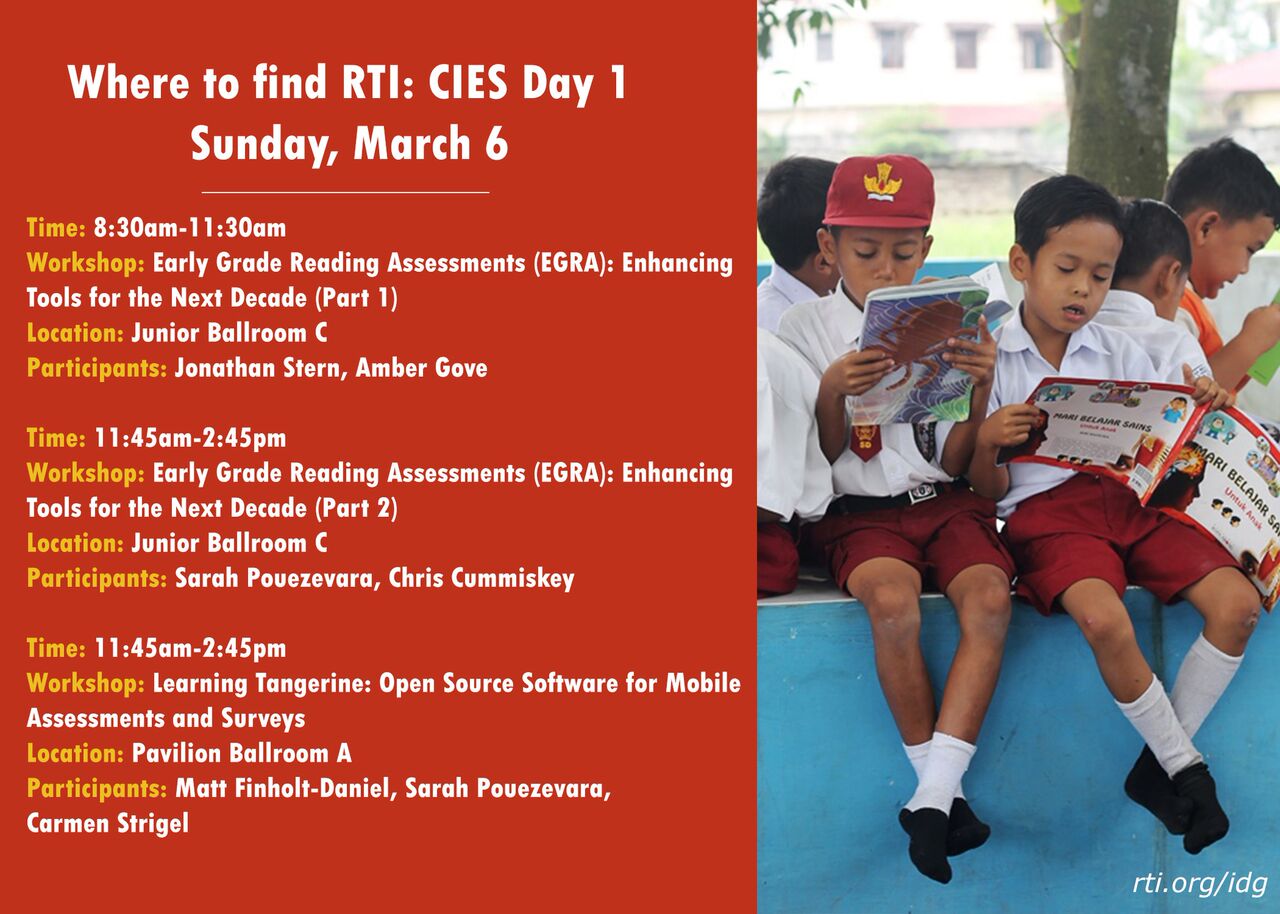 Where to find RTI: CIES Day 1
Sunday, March 6
Time: 8:30am-11:30am
Workshop: Early Grade Reading Assessments (EGRA): Enhancing
Tools for the Next Decade (Part 1)
Location: Junior Ballroom C
Participants: Jonathan Stern, Amber Gove
Time: 11:45am-2:45pm
Workshop: Early Grade Reading Assessments (EGRA): Enhancing
Tools for the Next Decade (Part 2)
Location: Junior Ballroom C
Participants: Sarah Pouezevara, Chris Cummiskey
Time: 11:45am-2:45pm
Workshop: Learning Tangerine: Open Source Software for Mobile
Assessments and Surveys
Location: Pavilion Ballroom A
Participants: Matt Finholt-Daniel, Sarah Pouezevara,
Carmen Strigel
SD
MARI BELAJAR SAINS
Untuk Anak
MARI BELAJAR
Untuk Anak
rti.org/idg